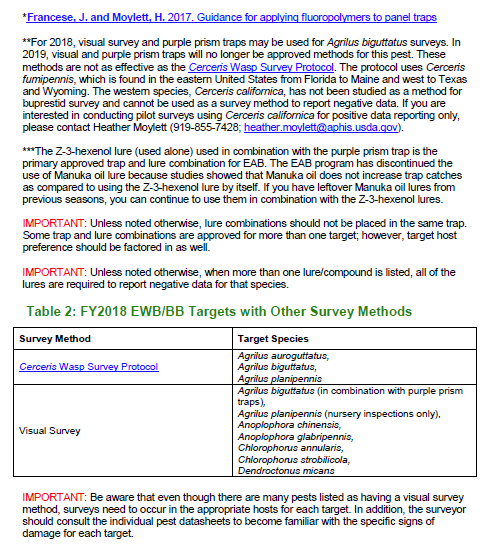 *Francese, J. and Moylett, H. 2017. Guidance for applying fluoropolymers to panel traps
**For 2018, visual survey and purple prism traps may be used for Agrilus biguttatus surveys. In
2019, visual and purple prism traps will no longer be approved methods for this pest. These
methods are not as effective as the Cerceris Wasp Survey Protocol. The protocol uses Cerceris
fumipennis, which is found in the eastern United States from Florida to Maine and west to Texas
and Wyoming. The western species, Cerceris californica, has not been studied as a method for
buprestid survey and cannot be used as a survey method to report negative data. If you are
interested in conducting pilot surveys using Cerceris californica for positive data reporting only,
please contact Heather Moylett (919-855-7428; heather.moylett@aphis.usda.gov).
***The Z-3-hexenol lure (used alone) used in combination with the purple prism trap is the
primary approved trap and lure combination for EAB. The EAB program has discontinued the
use of Manuka oil lure because studies showed that Manuka does not increase trap catches
as compared to using the Z-3-hexenol lure by itself. If you have leftover Manuka oil lures from
previous seasons, you can continue to use them in combination with the Z-3-hexenol lures.
IMPORTANT: Unless noted otherwise, lure combinations should not be placed in the same trap.
Some trap and lure combinations are approved for more than one target; however, target host
preference should be factored in as well.
IMPORTANT: Unless noted otherwise, when more than one lure/compound is listed, all of the
lures are required to report negative data for that species.
Table 2: FY2018 EWB/BB Targets with Other Survey Methods
Survey Method
Target Species
Cerceris Wasp Survey Protocol
Agrilus auroguttatus,
Agrilus biguttatus,
Agrilus planipennis
Visual Survey
Agrilus biguttatus (in combination with purple prism
traps),
Agrilus planipennis (nursery inspections only),
Anoplophora chinensis,
Anoplophora glabripennis,
Chlorophorus annularis,
Chlorophorus strobilicola,
Dendroctonus micans
IMPORTANT: Be aware that even though there are many pests listed as having a visual survey
method, surveys need to occur in the appropriate hosts for each target. In addition, the surveyor
should consult the individual pest datasheets to become familiar with the specific signs of
damage for each target.